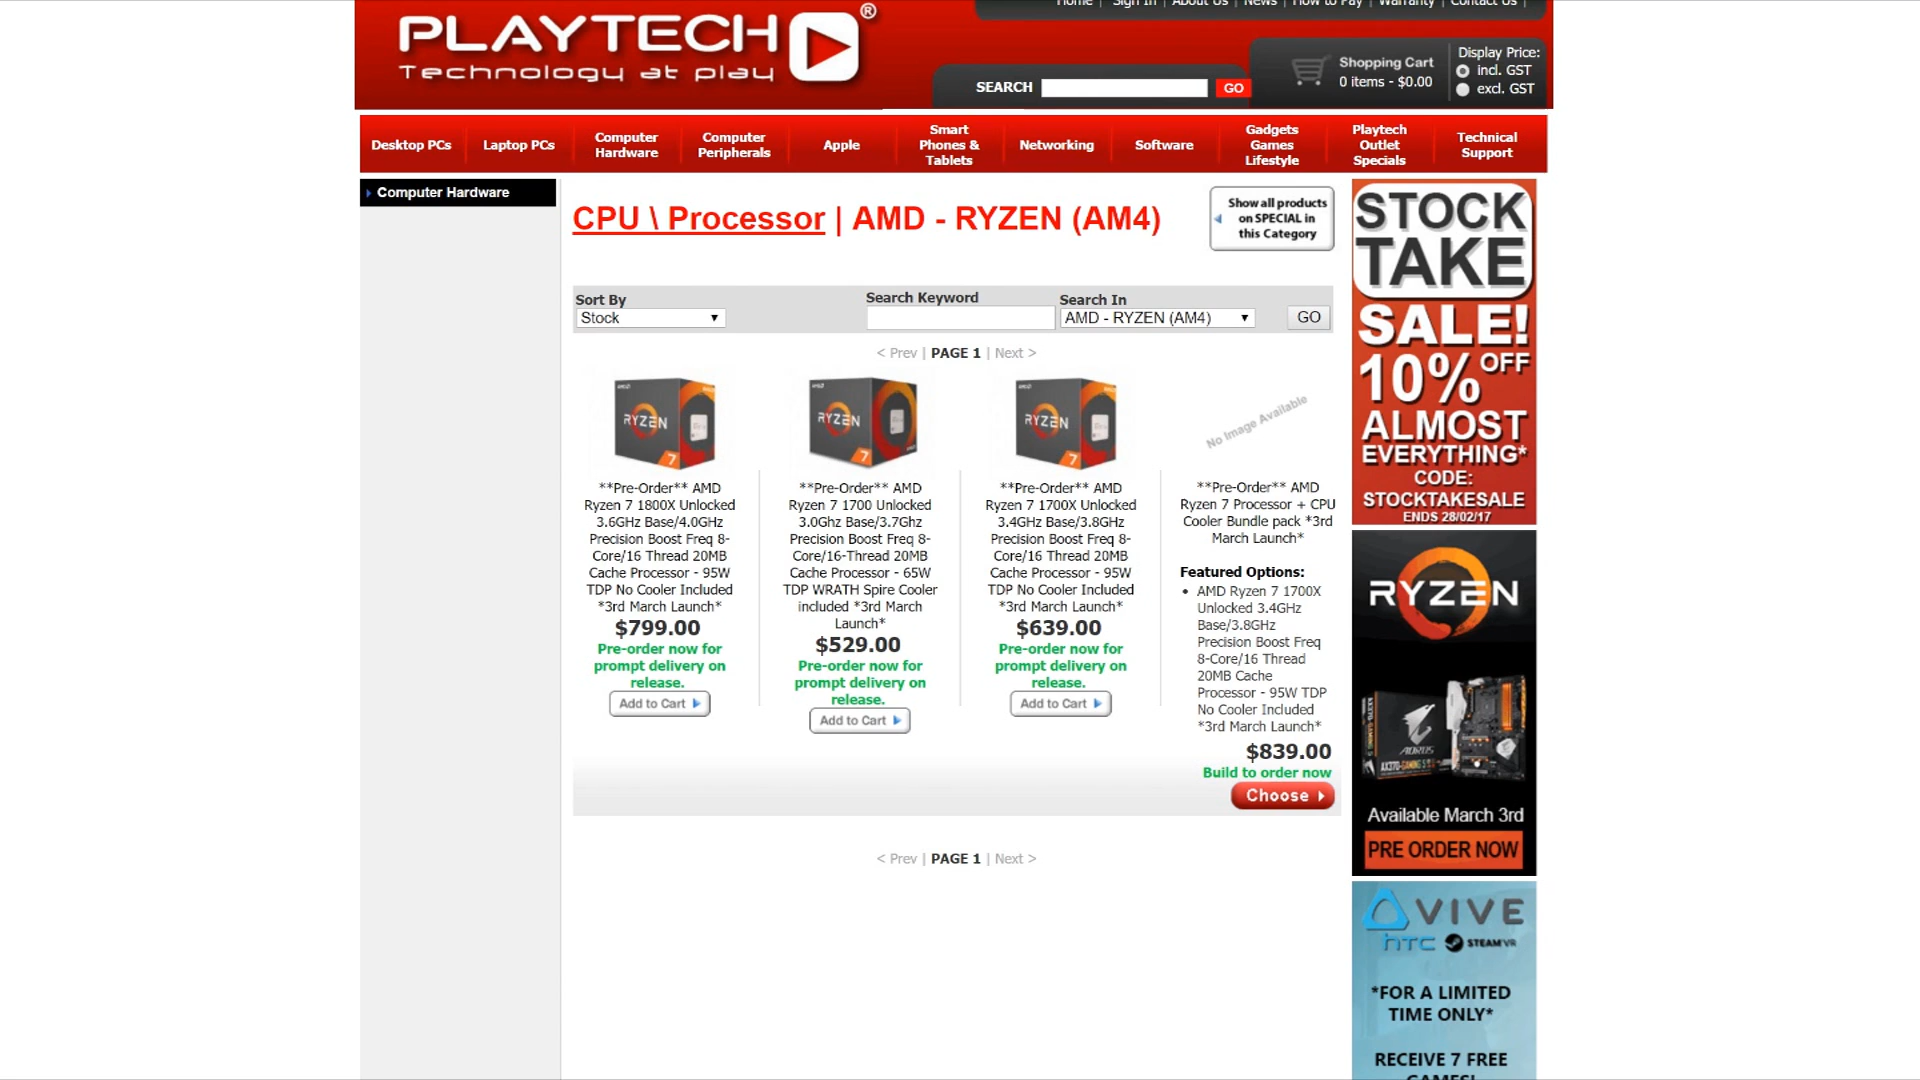 Home | Sign In | About Us | News | How to Pay | Warranty | Contact Us |
PLAYTECH®
Technology at play
SEARCH
GO
Shopping Cart
0 items - $0.00
Display Price:
incl. GST
excl. GST
Desktop PCs
Laptop PCs
Computer
Hardware
Computer
Peripherals
Apple
Smart
Phones &
Tablets
Networking
Software
Gadgets
Games
Lifestyle
Playtech
Outlet
Specials
Technical
Support
Computer Hardware
CPU \ Processor | AMD - RYZEN (AM4)
Show all products
on SPECIAL in
this Category
Sort By
Stock
Search Keyword
Search In
AMD - RYZEN (AM4)
GO
< Prev | PAGE 1 | Next >
RYZEN
7
**Pre-Order** AMD
Ryzen 7 1800X Unlocked
3.6GHz Base/4.0GHz
Precision Boost Freq 8-
Core/16 Thread 20MB
Cache Processor - 95W
TDP No Cooler Included
*3rd March Launch*
$799.00
Pre-order now for
prompt delivery on
release.
Add to Cart
RYZEN
7
**Pre-Order** AMD
Ryzen 7 1700 Unlocked
3.0Ghz Base/3.7Ghz
Precision Boost Freq 8-
Core/16-Thread 20MB
Cache Processor - 65W
TDP WRATH Spire Cooler
included *3rd March
Launch*
$529.00
Pre-order now for
prompt delivery on
release.
Add to Cart
RYZEN
7
**Pre-Order** AMD
Ryzen 7 1700X Unlocked
3.4GHz Base/3.8GHz
Precision Boost Freq 8-
Core/16 Thread 20MB
Cache Processor - 95W
TDP No Cooler Included
*3rd March Launch*
$639.00
Pre-order now for
prompt delivery on
release.
Add to Cart
No Image Available
**Pre-Order** AMD
Ryzen 7 Processor + CPU
Cooler Bundle pack *3rd
March Launch*
Featured Options:
• AMD Ryzen 7 1700X
Unlocked 3.4GHz
Base/3.8GHz
Precision Boost Freq
8-Core/16 Thread
20MB Cache
Processor - 95W TDP
No Cooler Included
*3rd March Launch*
$839.00
Build to order now
Choose
< Prev | PAGE 1 | Next >
STOCK
TAKE
SALE!
10% OFF
ALMOST
EVERYTHING*
CODE:
STOCKTAKESALE
ENDS 28/02/17
RYZEN
AORUS
Available March 3rd
PRE ORDER NOW
VIVE
htc STEAMVR
*FOR A LIMITED
TIME ONLY*
RECEIVE 7 FREE
GAMES!